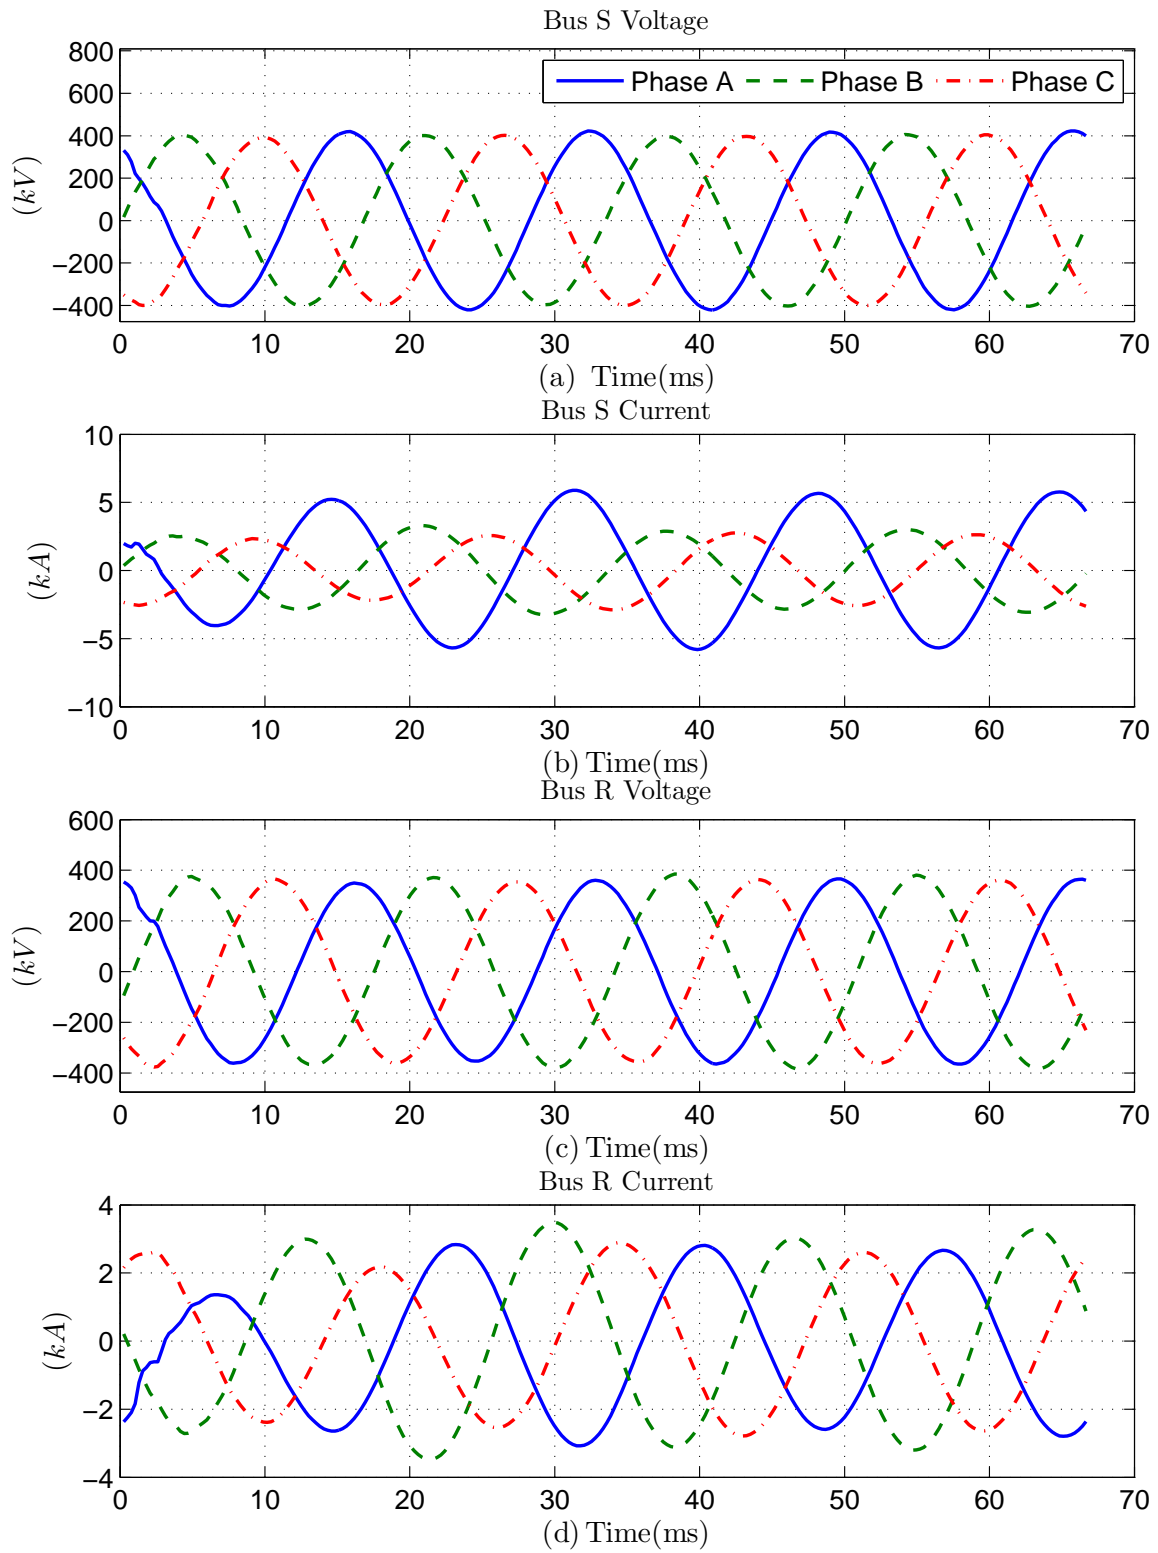 Bus S Voltage
800
600
400
200
0
−200
−400
(kV)
Phase A
Phase B
Phase C
0 10 20 30 40 50 60 70
(a) Time(ms)
Bus S Current
10
5
0
−5
−10
(kA)
0 10 20 30 40 50 60 70
(b) Time(ms)
Bus R Voltage
600
400
200
0
−200
−400
(kV)
0 10 20 30 40 50 60 70
(c) Time(ms)
Bus R Current
4
2
0
−2
−4
(kA)
0 10 20 30 40 50 60 70
(d) Time(ms)